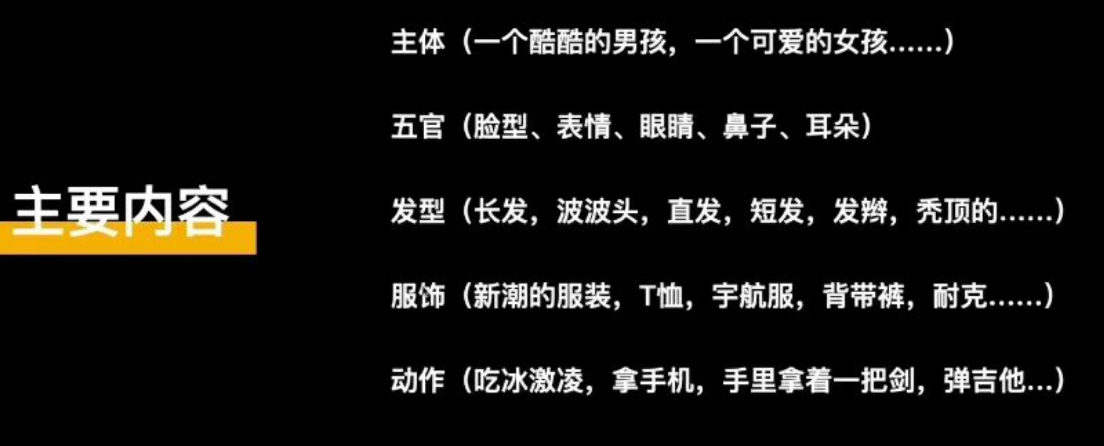 主要内容
主体（一个酷酷的男孩，一个可爱的女孩……）
五官（脸型、表情、眼睛、鼻子、耳朵）
发型（长发，波波头，直发，短发，发辫，秃顶的……）
服饰（新潮的服装，T恤，宇航服，背带裤，耐克……）
动作（吃冰激凌，拿手机，手里拿着一把剑，弹吉他…）